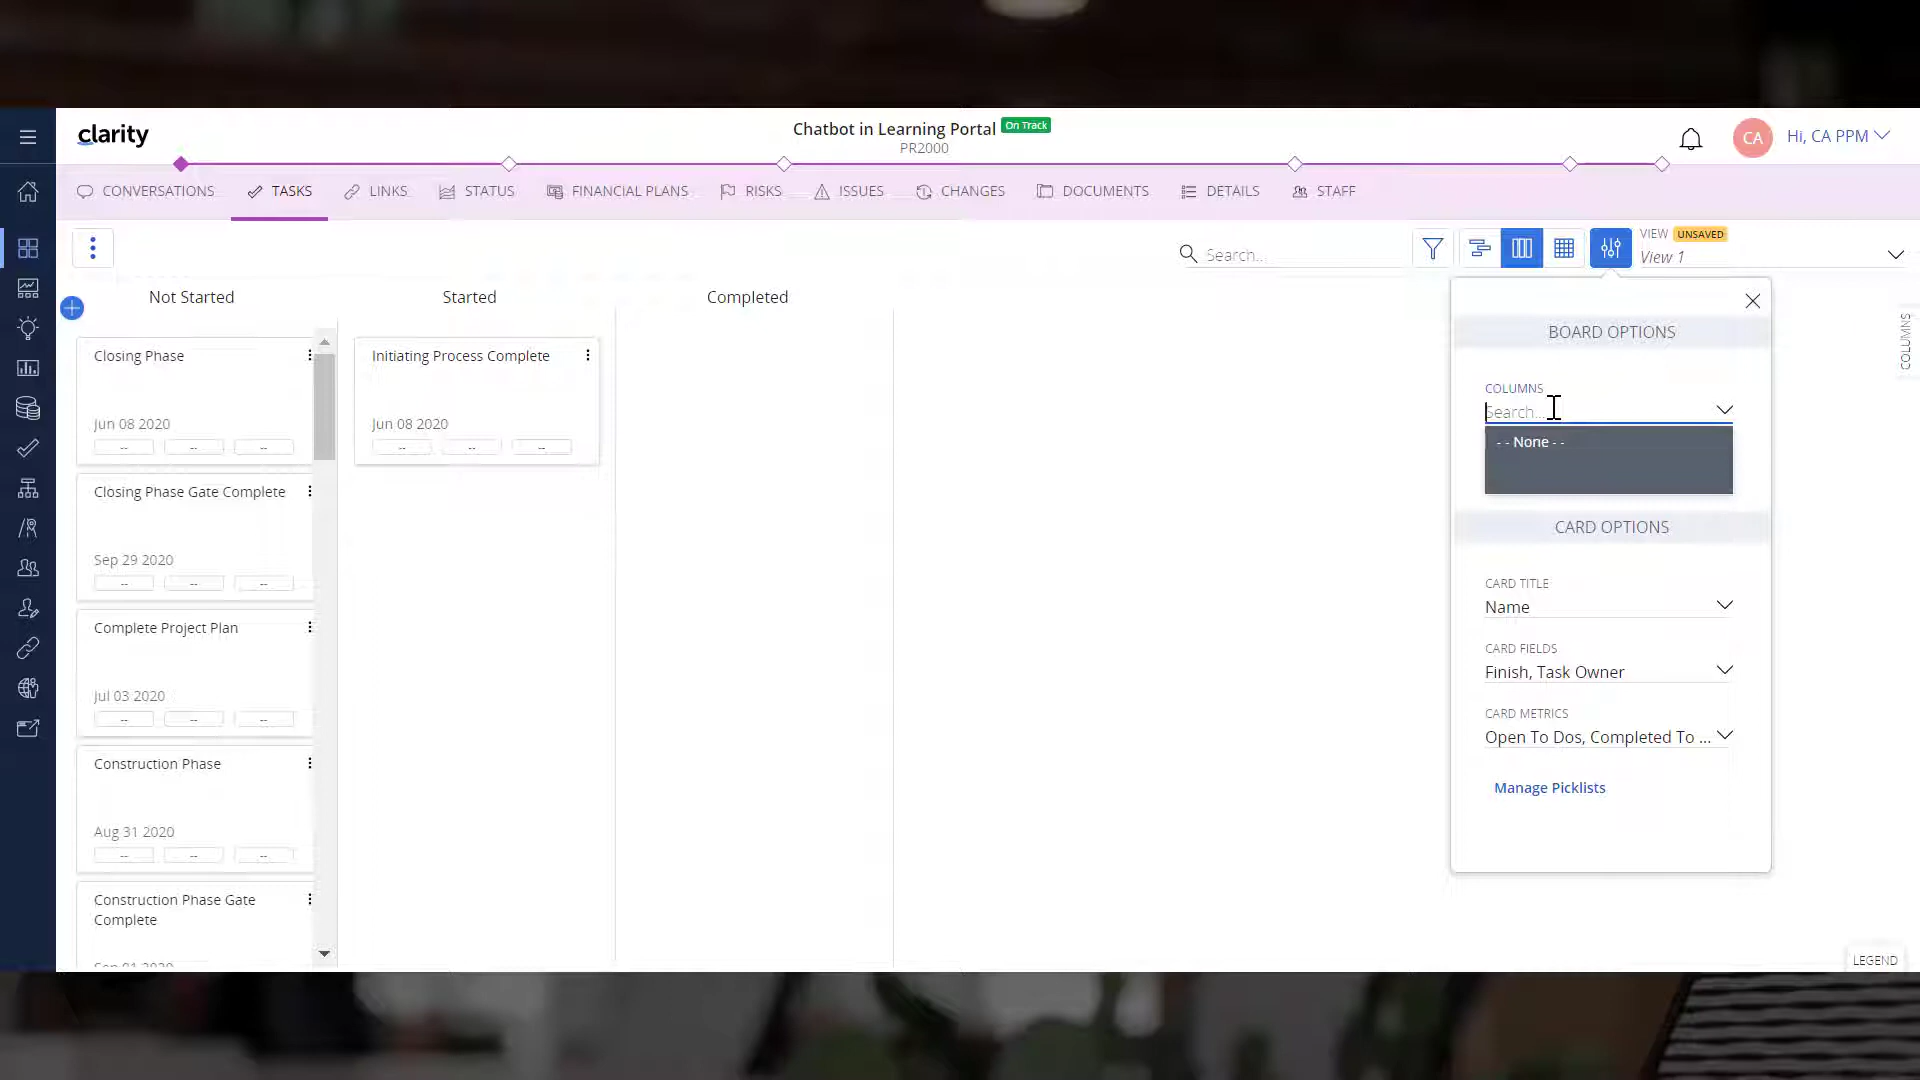 clarity
Chatbot in Learning Portal On Track
PR2000
CA Hi, CA PPM
CONVERSATIONS TASKS LINKS STATUS FINANCIAL PLANS RISKS ISSUES CHANGES DOCUMENTS DETAILS STAFF
Search...
VIEW UNSAVED
View 1
Not Started Started Completed
Closing Phase
Jun 08 2020
-- -- --
Closing Phase Gate Complete
Sep 29 2020
-- -- --
Complete Project Plan
Jul 03 2020
-- -- --
Construction Phase
Aug 31 2020
-- -- --
Construction Phase Gate
Complete
Sep 01 2020
Initiating Process Complete
Jun 08 2020
-- -- --
BOARD OPTIONS
COLUMNS
Search...
- - None - -
CARD OPTIONS
CARD TITLE
Name
CARD FIELDS
Finish, Task Owner
CARD METRICS
Open To Dos, Completed To ...
Manage Picklists
COLUMNS
LEGEND